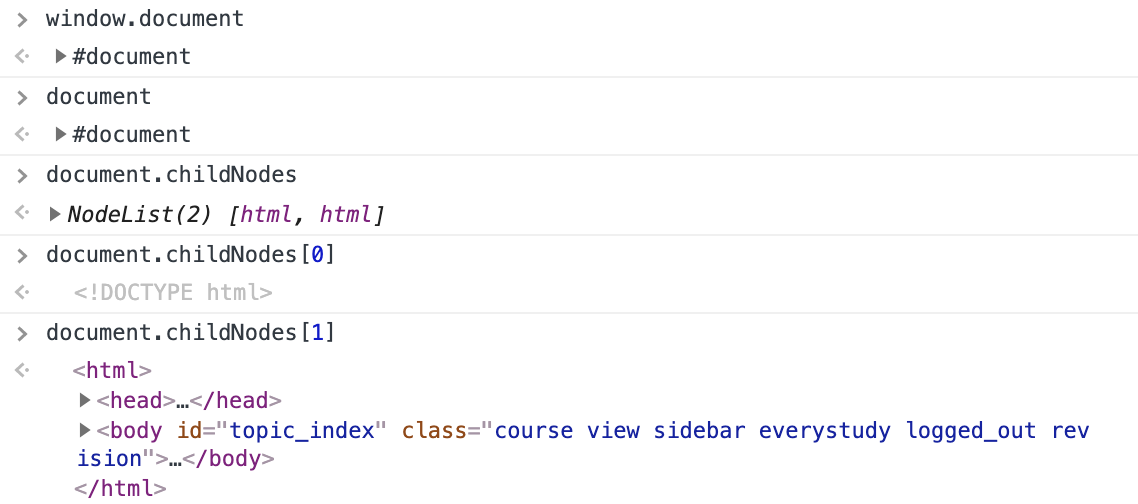 window.document
#document
document
#document
document.childNodes
NodeList(2) [html, html]
document.childNodes[0]
<!DOCTYPE html>
document.childNodes[1]
<html>
<head>…</head>
<body id="topic_index" class="course view sidebar everystudy logged_out rev
ision">…</body>
</html>